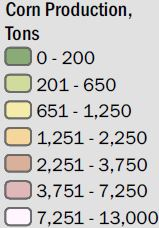 Corn Production,
Tons
0 - 200
201 - 650
651 - 1,250
1,251 - 2,250
2,251 - 3,750
3,751 - 7,250
7,251 - 13,000